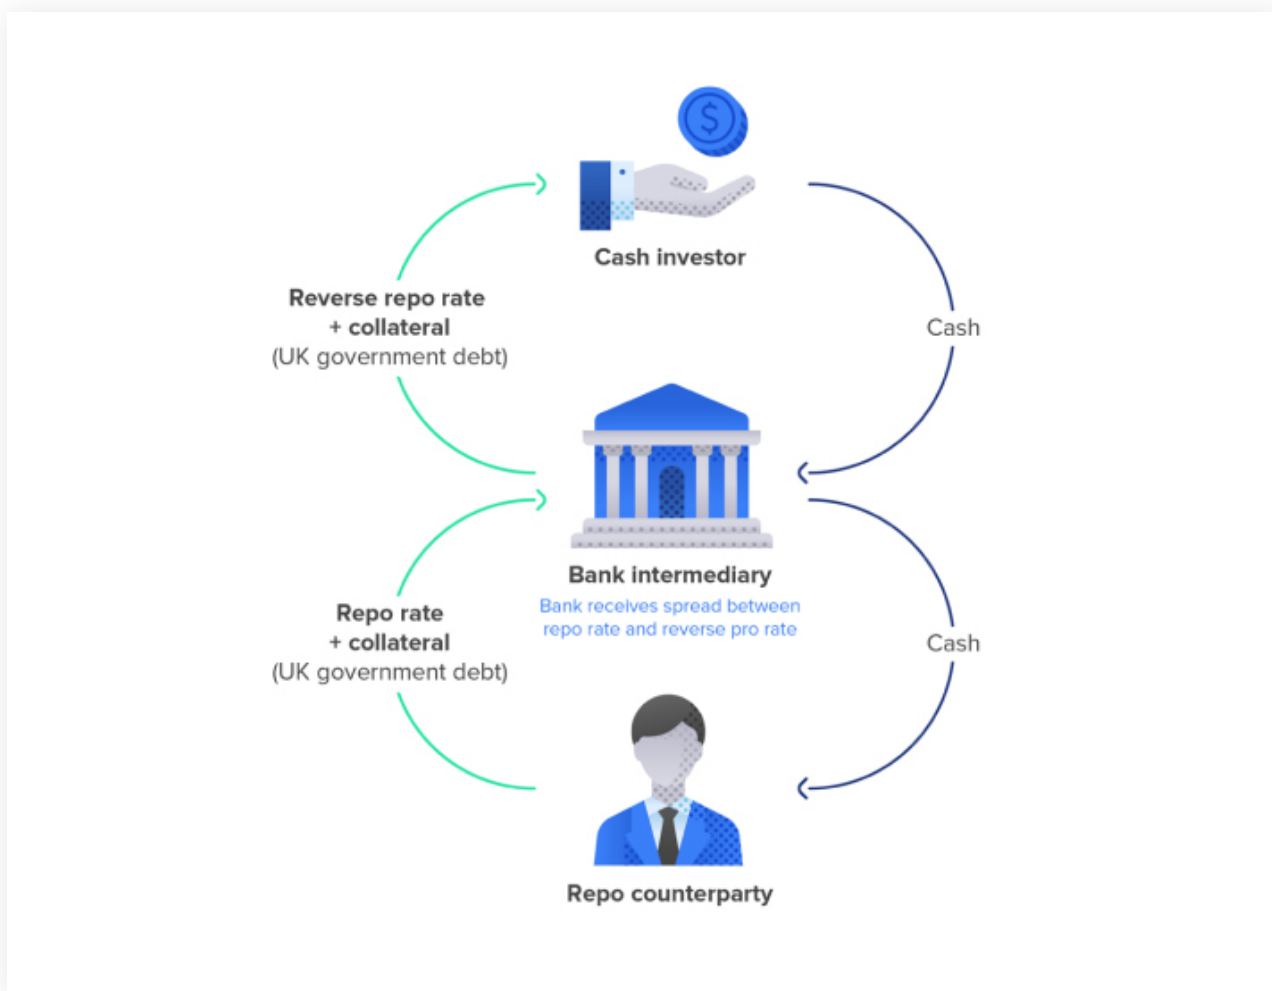 $
Cash investor
Reverse repo rate
+ collateral
(UK government debt)
Cash
Bank intermediary
Bank receives spread between
repo rate and reverse pro rate
Repo rate
+ collateral
(UK government debt)
Cash
Repo counterparty